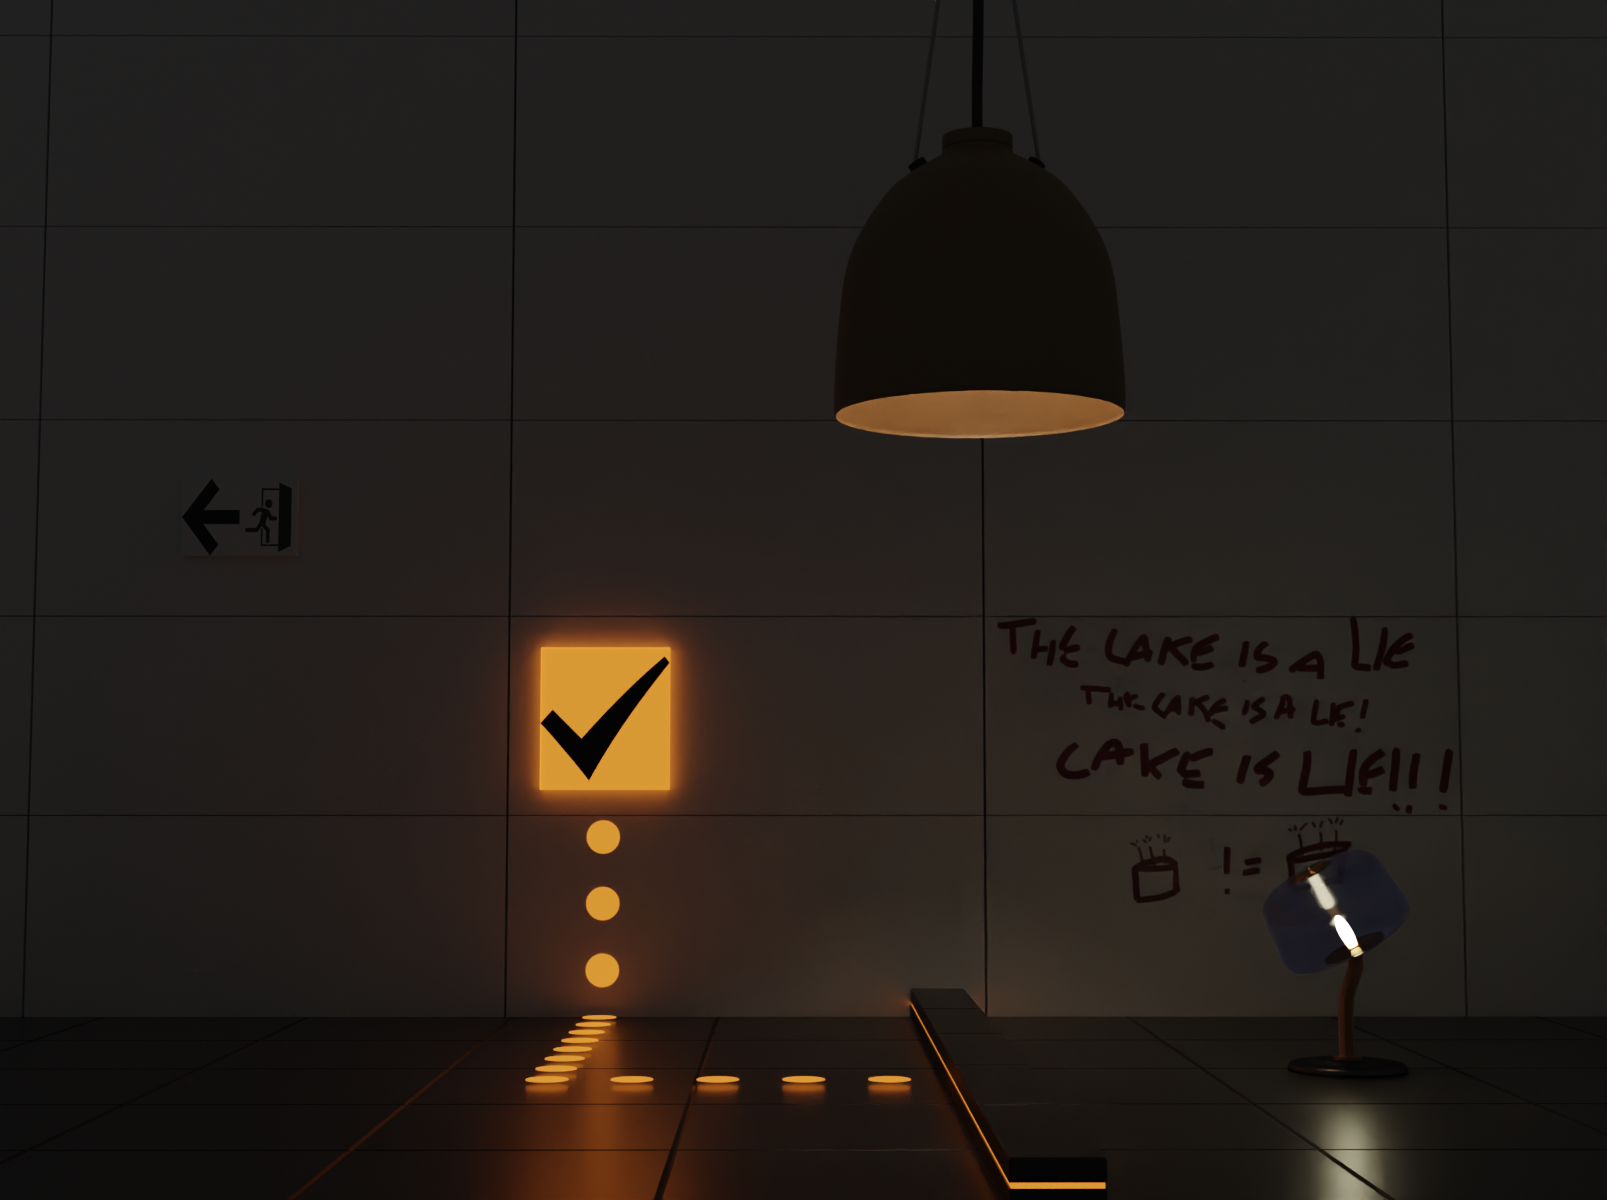 THE CAKE IS A LIE
THE CAKE IS A LIE!
CAKE IS LIE!!!
!=